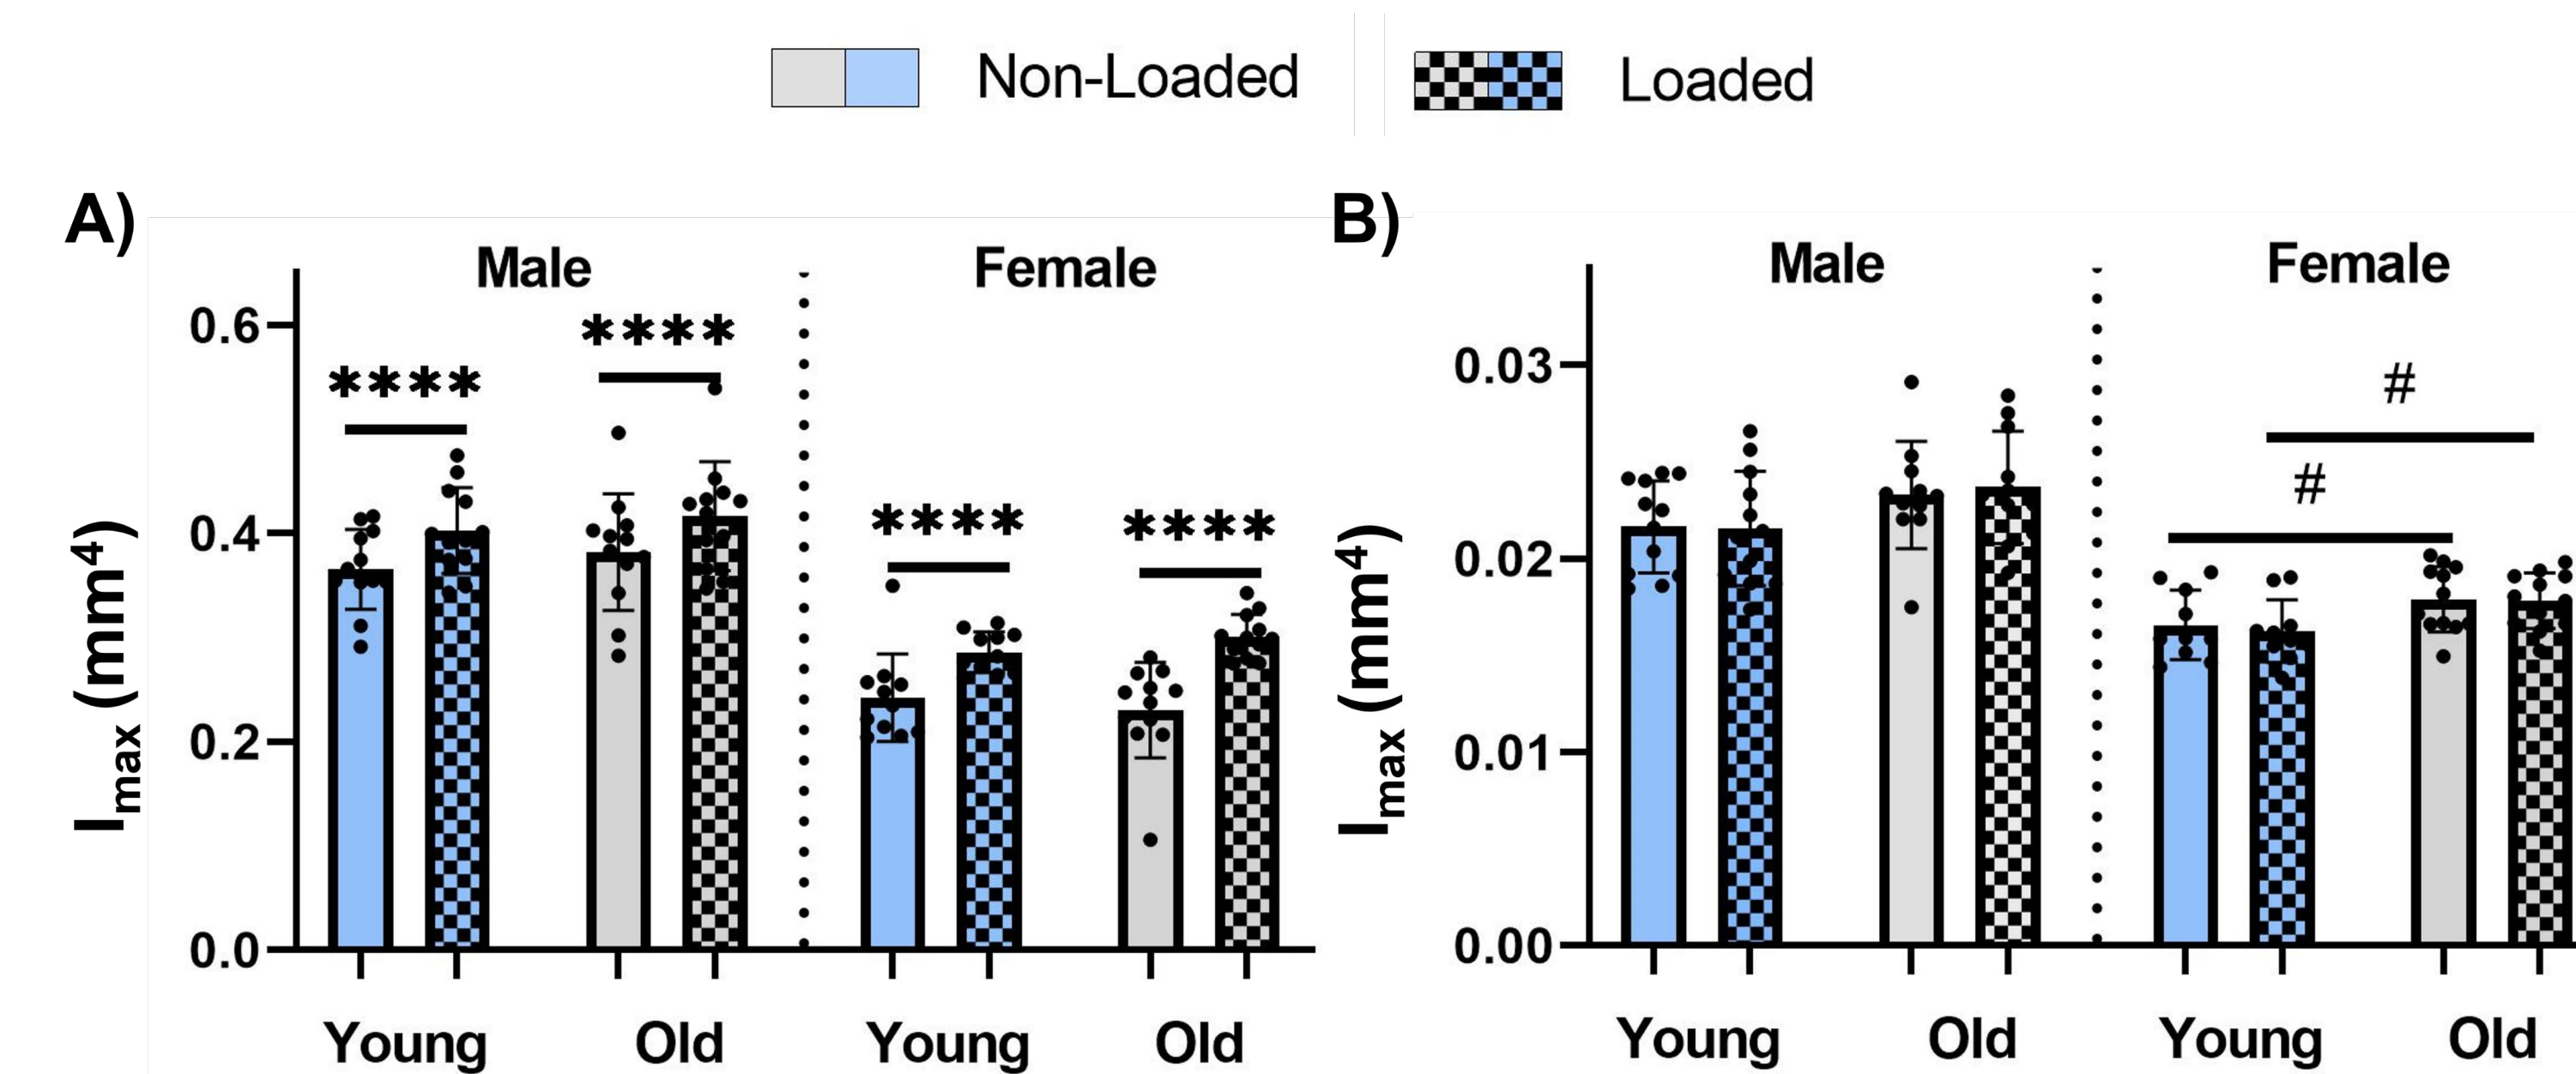 Non-Loaded Loaded
A)
Male Female
0.6
0.4
0.2
0.0
****
****
****
****
Imax (mm⁴)
Young Old Young Old
B)
Male Female
0.03
0.02
0.01
0.00
#
#
Imax (mm⁴)
Young Old Young Old